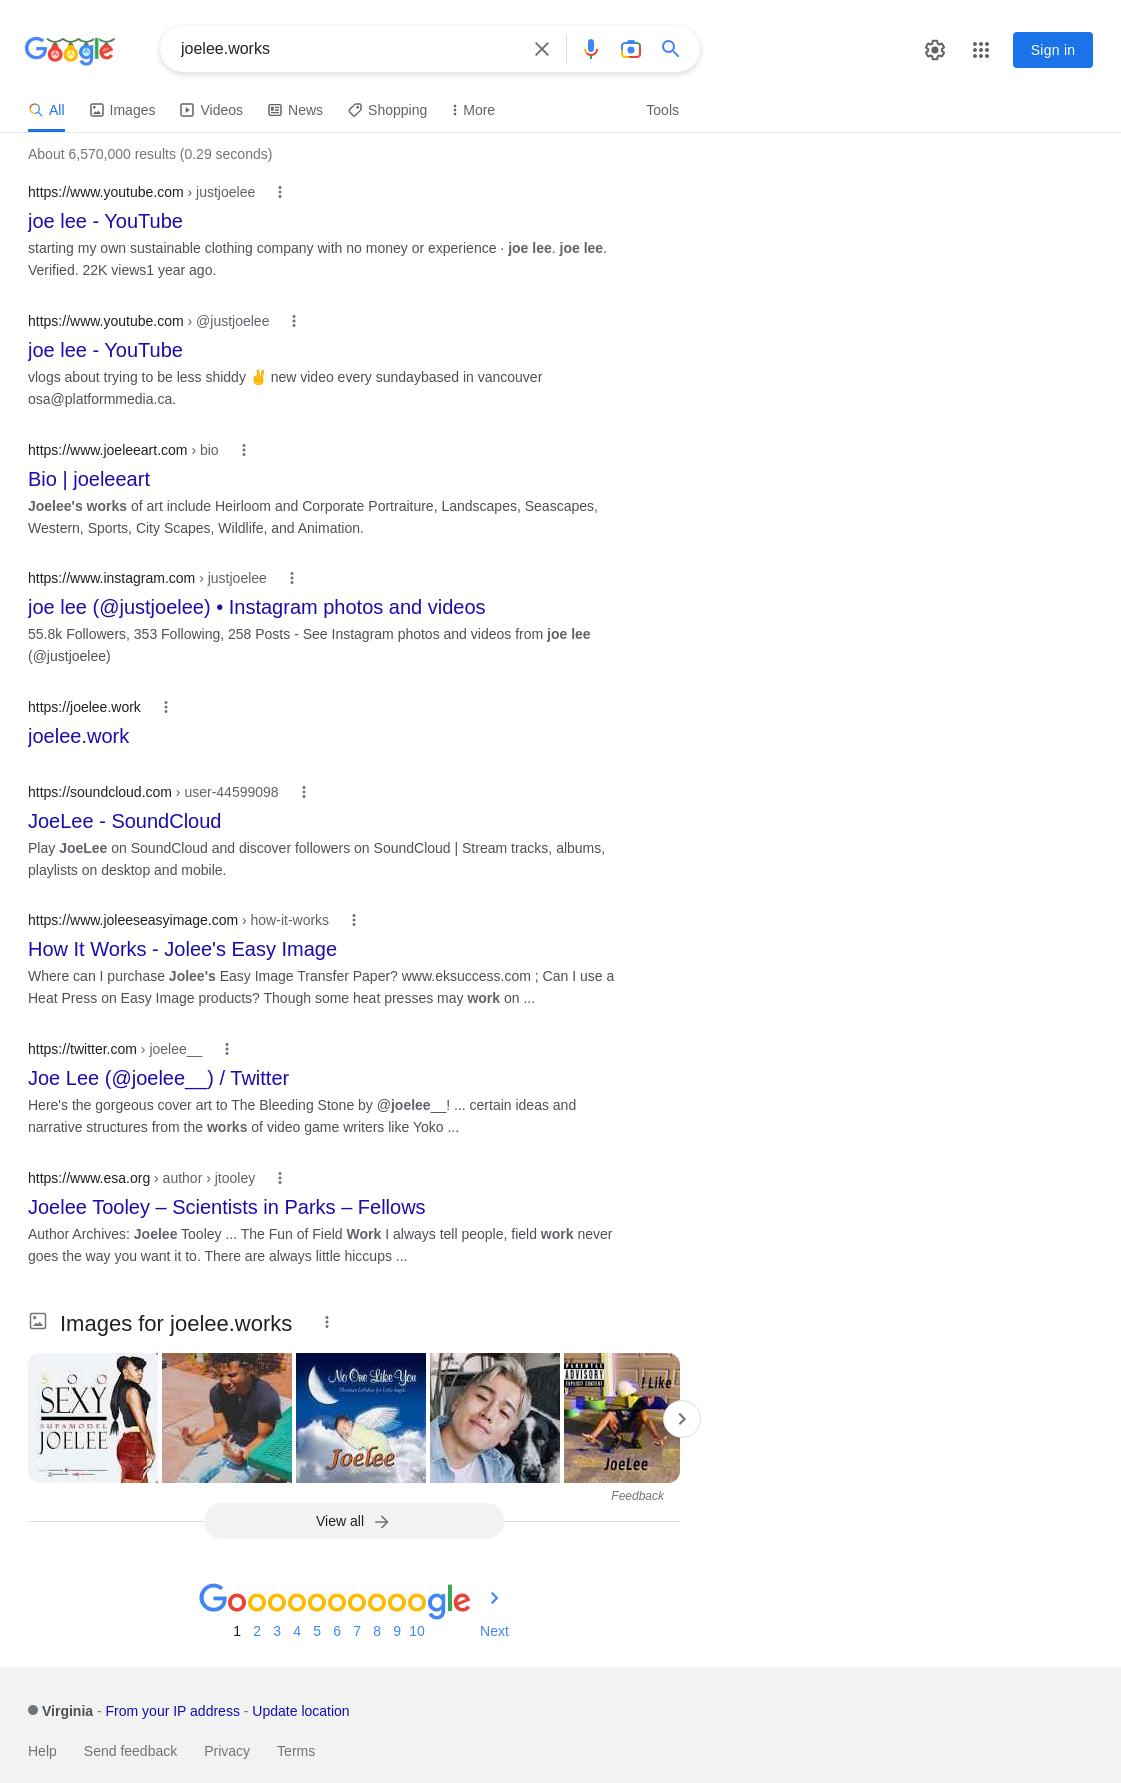 Google
joelee.works
Sign in
All
Images
Videos
News
Shopping
More
Tools
About 6,570,000 results (0.29 seconds)
https://www.youtube.com › justjoelee
joe lee - YouTube
starting my own sustainable clothing company with no money or experience · joe lee. joe lee.
Verified. 22K views1 year ago.
https://www.youtube.com › @justjoelee
joe lee - YouTube
vlogs about trying to be less shiddy ✌️ new video every sundaybased in vancouver
osa@platformmedia.ca.
https://www.joeleeart.com › bio
Bio | joeleeart
Joelee's works of art include Heirloom and Corporate Portraiture, Landscapes, Seascapes,
Western, Sports, City Scapes, Wildlife, and Animation.
https://www.instagram.com › justjoelee
joe lee (@justjoelee) • Instagram photos and videos
55.8k Followers, 353 Following, 258 Posts - See Instagram photos and videos from joe lee
(@justjoelee)
https://joelee.work
joelee.work
https://soundcloud.com › user-44599098
JoeLee - SoundCloud
Play JoeLee on SoundCloud and discover followers on SoundCloud | Stream tracks, albums,
playlists on desktop and mobile.
https://www.joleeseasyimage.com › how-it-works
How It Works - Jolee's Easy Image
Where can I purchase Jolee's Easy Image Transfer Paper? www.eksuccess.com ; Can I use a
Heat Press on Easy Image products? Though some heat presses may work on ...
https://twitter.com › joelee__
Joe Lee (@joelee__) / Twitter
Here's the gorgeous cover art to The Bleeding Stone by @joelee__! ... certain ideas and
narrative structures from the works of video game writers like Yoko ...
https://www.esa.org › author › jtooley
Joelee Tooley – Scientists in Parks – Fellows
Author Archives: Joelee Tooley ... The Fun of Field Work I always tell people, field work never
goes the way you want it to. There are always little hiccups ...
Images for joelee.works
SOO
SEXY
SUPAMODEL
JOELEE
No One Like You
Christian Lullabies for Little Angels
Joelee
PARENTAL
ADVISORY
EXPLICIT CONTENT
I Like
JoeLee
Feedback
View all
Goooooooooogle
1 2 3 4 5 6 7 8 9 10 Next
Virginia - From your IP address - Update location
Help Send feedback Privacy Terms